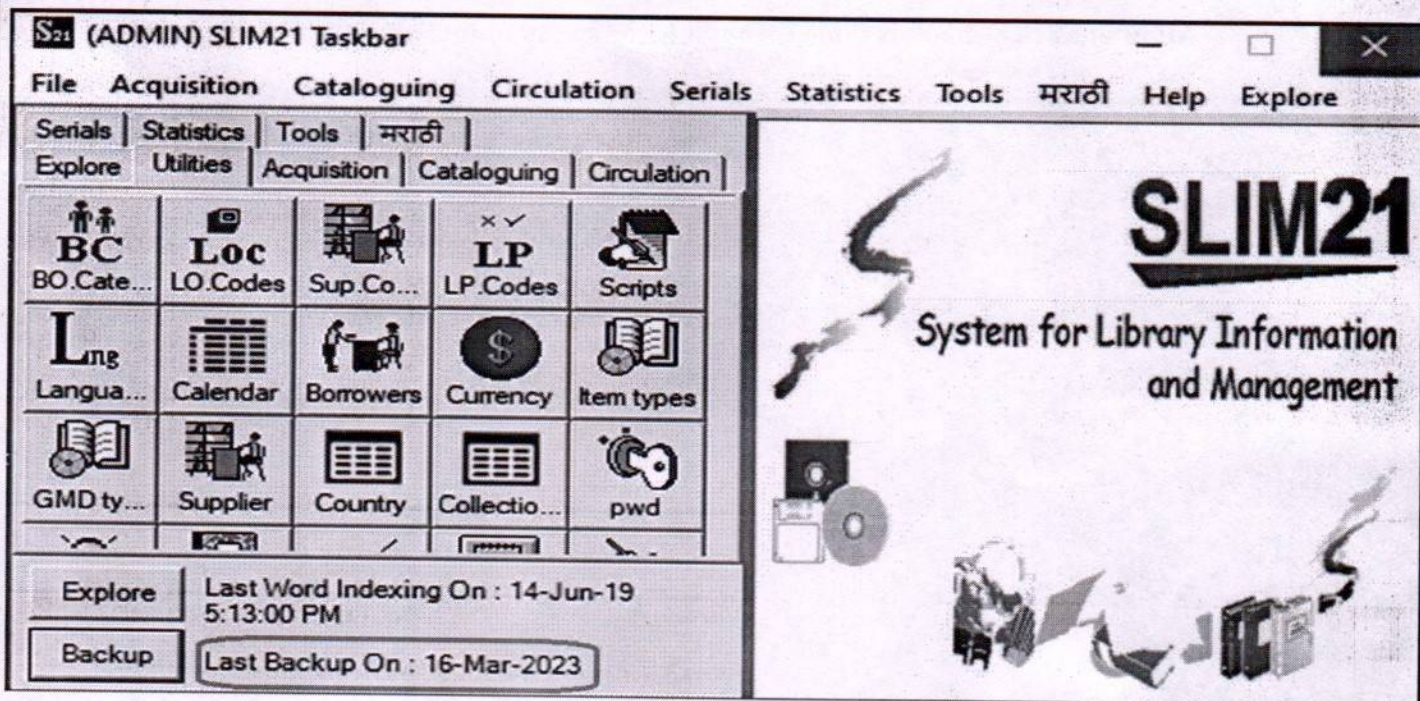 S21 (ADMIN) SLIM21 Taskbar
File Acquisition Cataloguing Circulation Serials Statistics Tools मराठी Help Explore
Serials Statistics Tools मराठी
Explore Utilities Acquisition Cataloguing Circulation
BC Loc LP
BO.Cate... LO.Codes Sup.Co... LP.Codes Scripts
Lng $
Langua... Calendar Borrowers Currency Item types
GMD ty... Supplier Country Collectio... pwd
Explore Last Word Indexing On : 14-Jun-19
5:13:00 PM
Backup Last Backup On : 16-Mar-2023
SLIM21
System for Library Information
and Management